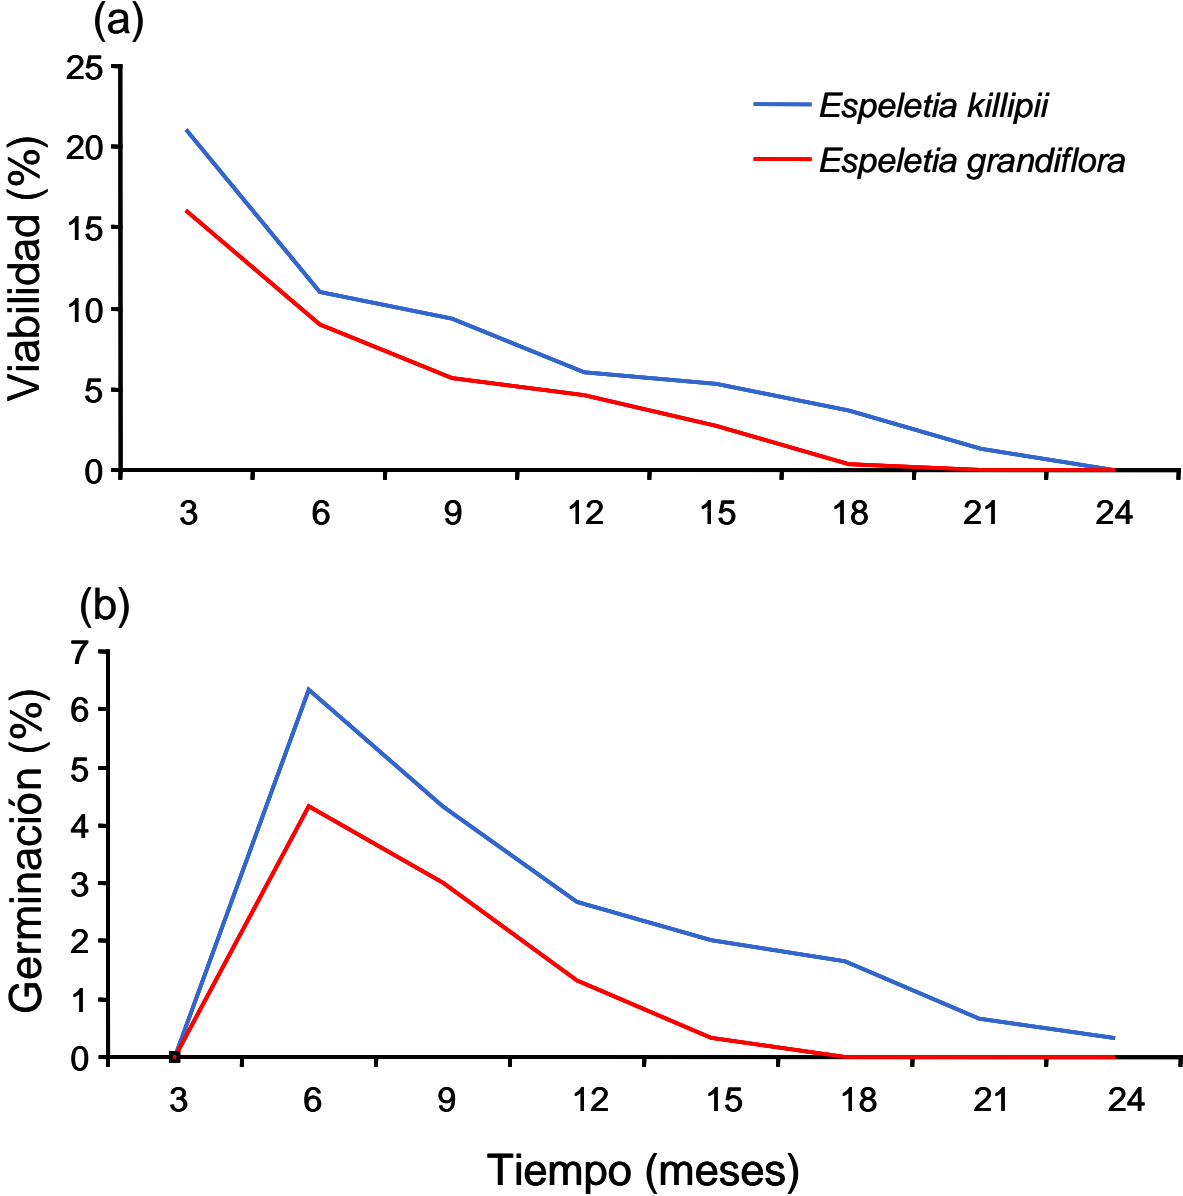 (a)
25
20
15
10
5
0
Viabilidad (%)
Espeletia killipii
Espeletia grandiflora
3 6 9 12 15 18 21 24
(b)
7
6
5
4
3
2
1
0
Germinación (%)
3 6 9 12 15 18 21 24
Tiempo (meses)